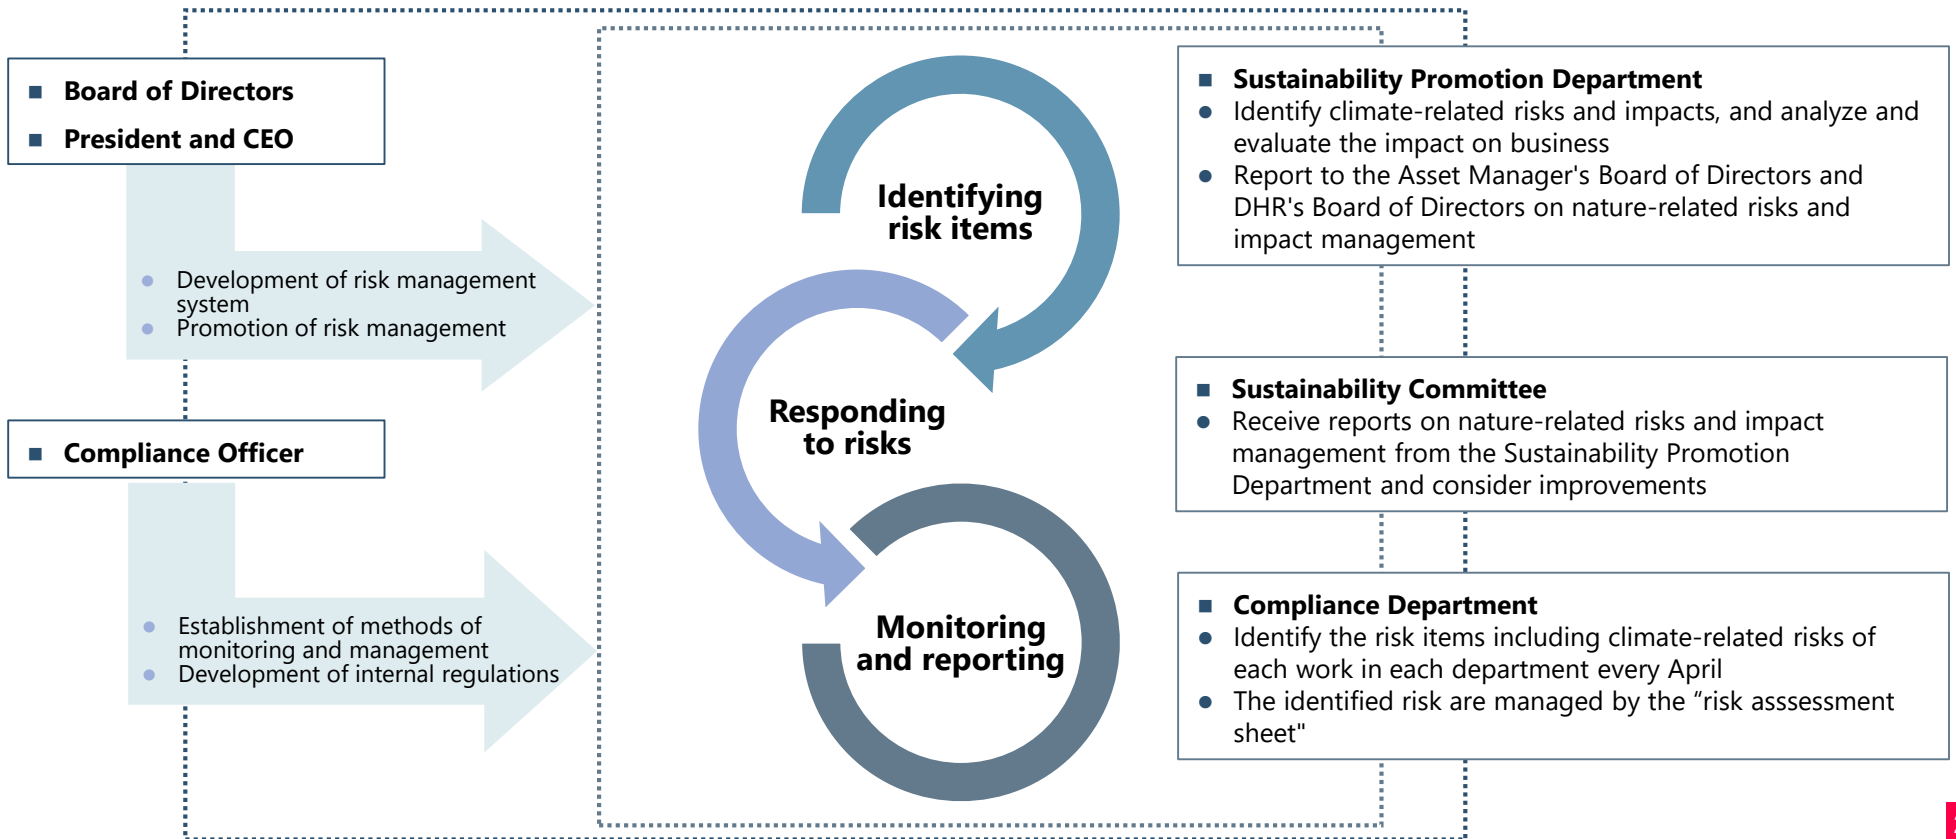 Board of Directors
President and CEO
Development of risk management
system
Promotion of risk management
Compliance Officer
Establishment of methods of
monitoring and management
Development of internal regulations
Identifying
risk items
Responding
to risks
Monitoring
and reporting
Sustainability Promotion Department
Identify climate-related risks and impacts, and analyze and
evaluate the impact on business
Report to the Asset Manager's Board of Directors and
DHR's Board of Directors on nature-related risks and
impact management
Sustainability Committee
Receive reports on nature-related risks and impact
management from the Sustainability Promotion
Department and consider improvements
Compliance Department
Identify the risk items including climate-related risks of
each work in each department every April
The identified risk are managed by the “risk asssessment
sheet"